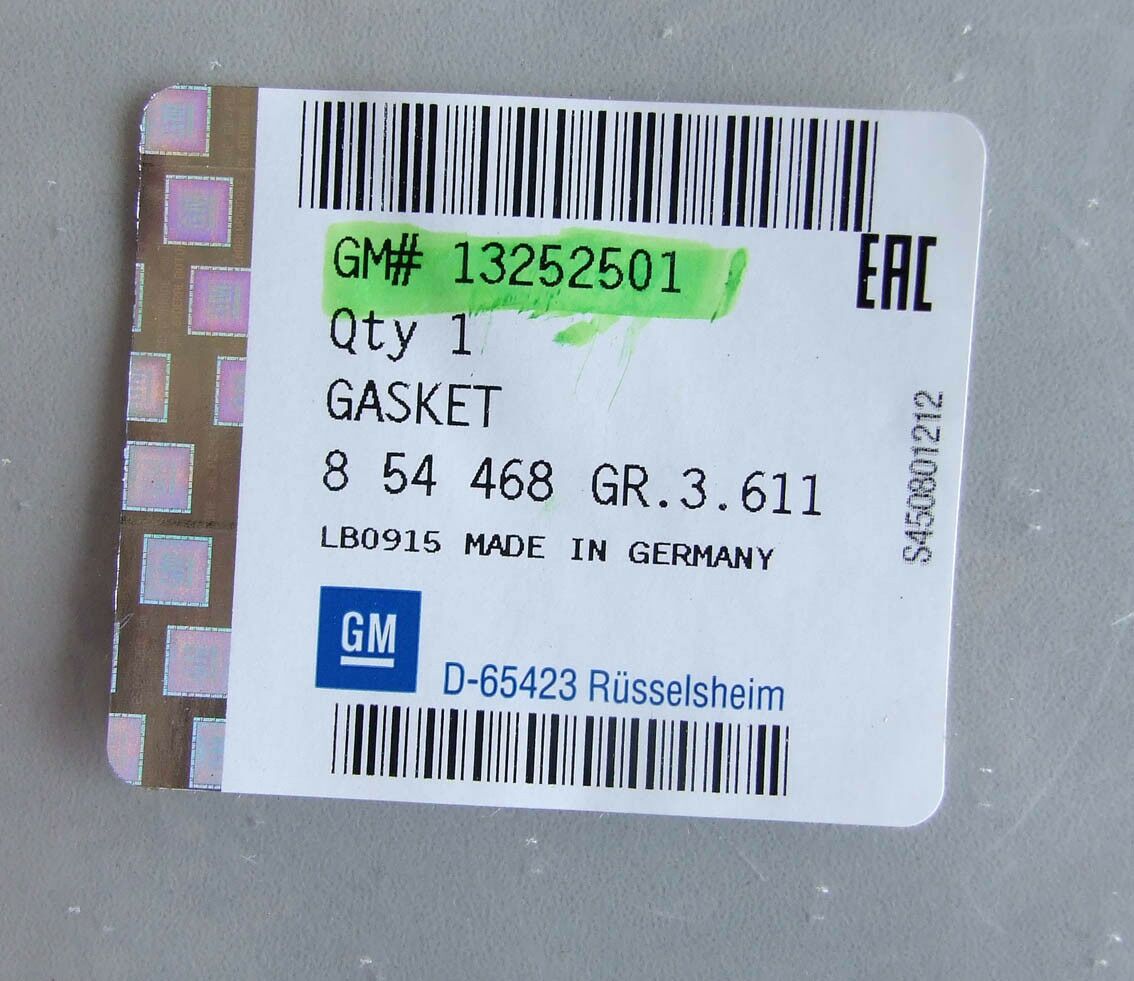 GM# 13252501
EAC
Qty 1
GASKET
8 54 468 GR.3.611
LB0915 MADE IN GERMANY
S450801212
GM
D-65423 Rüsselsheim